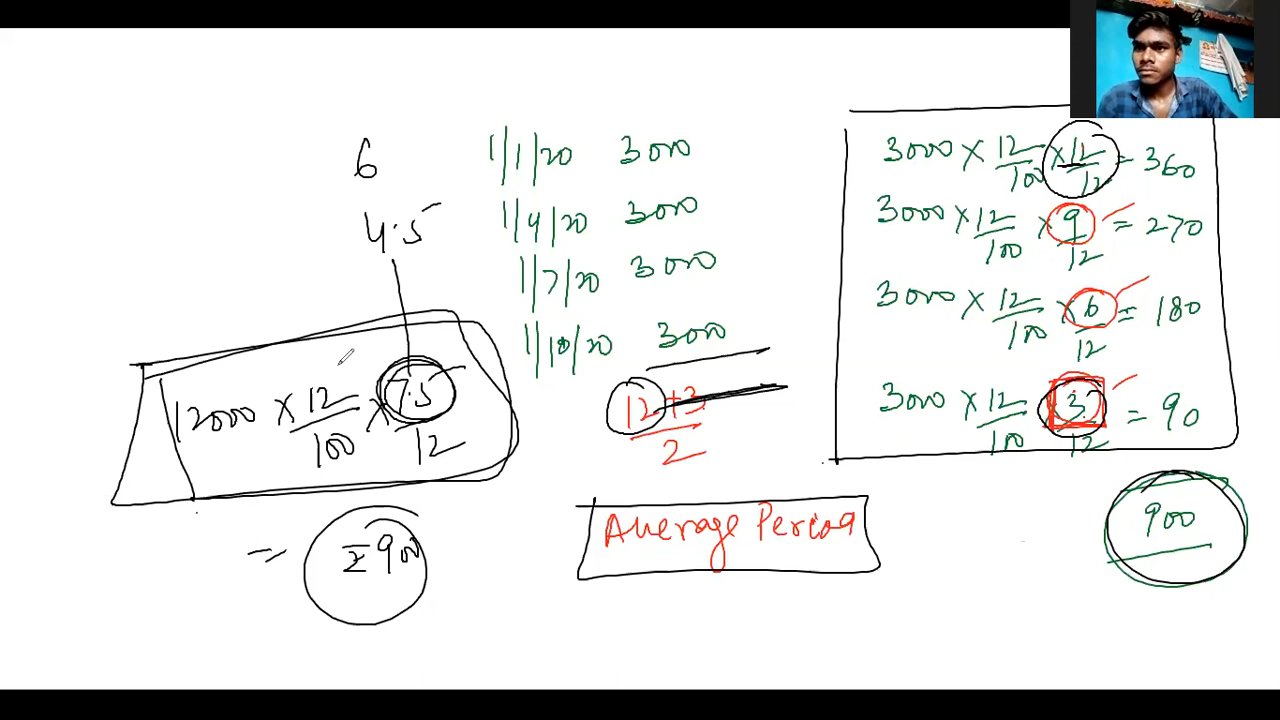 6
4.5
12000 × 12/100 × 7.5/12
= ₹900
1/1/20 3000
1/4/20 3000
1/7/20 3000
1/10/20 3000
12+3
2
Average Period
3000 × 12/100 × 12/12 = 360
3000 × 12/100 × 9/12 = 270
3000 × 12/100 × 6/12 = 180
3000 × 12/100 × 3/12 = 90
900